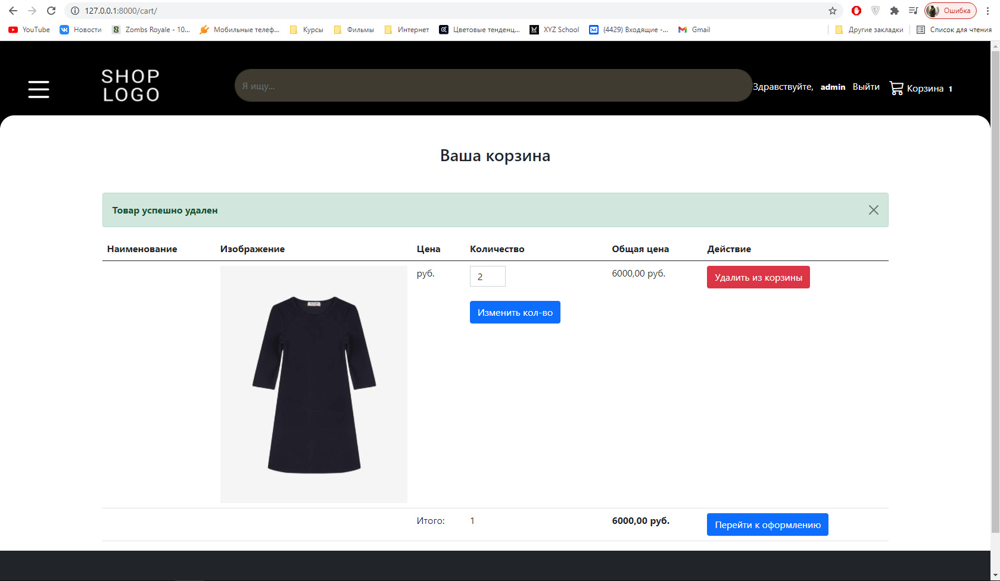 127.0.0.1:8000/cart/
Ошибка
YouTube
Новости
Zombs Royale - 10...
Мобильные телеф...
Курсы
Фильмы
Интернет
Цветовые тенденц...
XYZ School
(4429) Входящие -...
Gmail
Другие закладки
Список для чтения
SHOP
LOGO
Я ищу...
Здравствуйте, admin Выйти
Корзина 1
Ваша корзина
Товар успешно удален
Наименование Изображение Цена Количество Общая цена Действие
руб. 2 6000,00 руб. Удалить из корзины
Изменить кол-во
Итого: 1 6000,00 руб. Перейти к оформлению